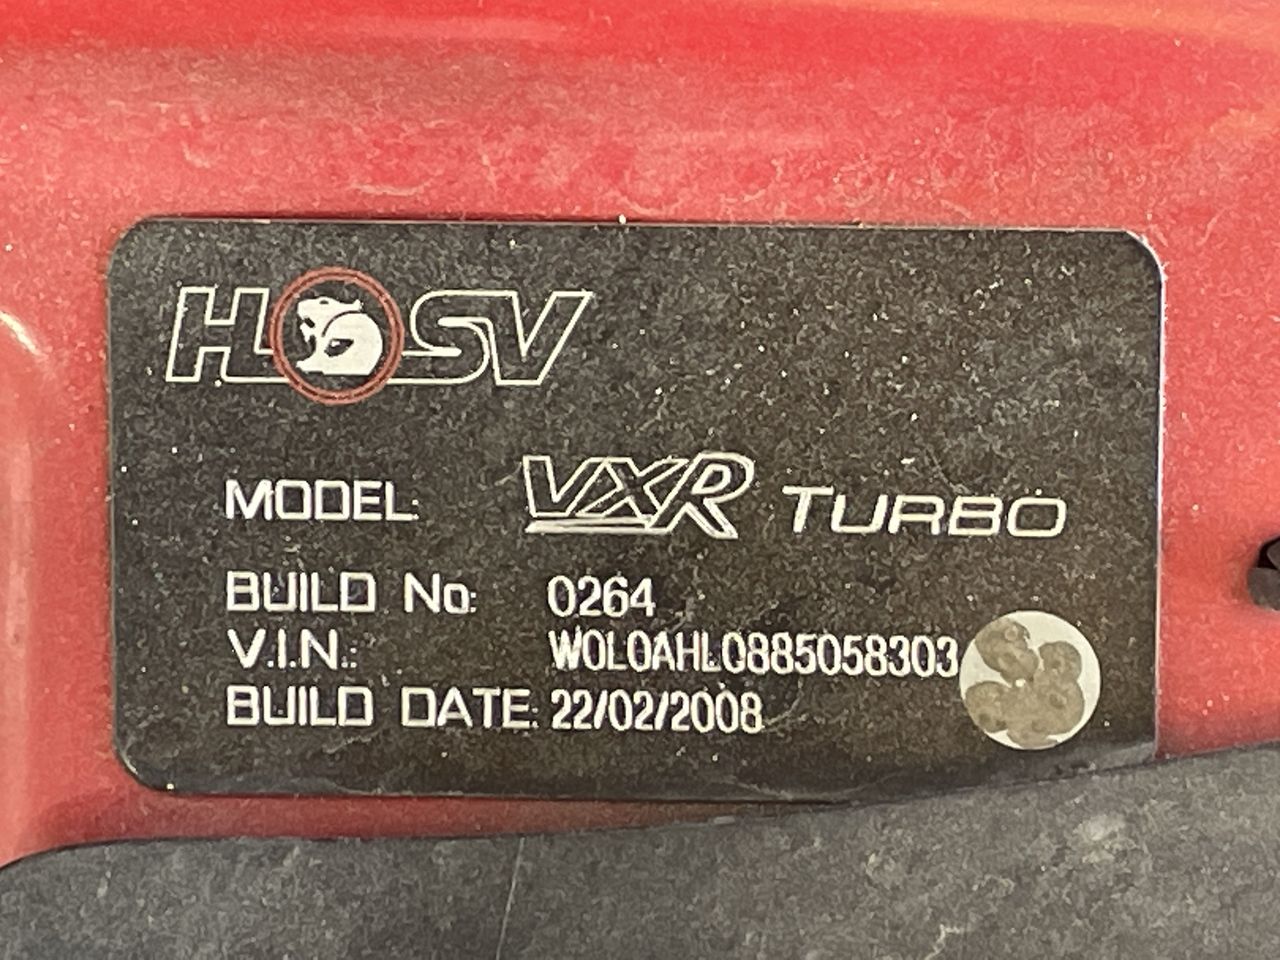 HSV
MODEL: VXR TURBO
BUILD No: 0264
V.I.N.: W0L0AHL0885058303
BUILD DATE: 22/02/2008